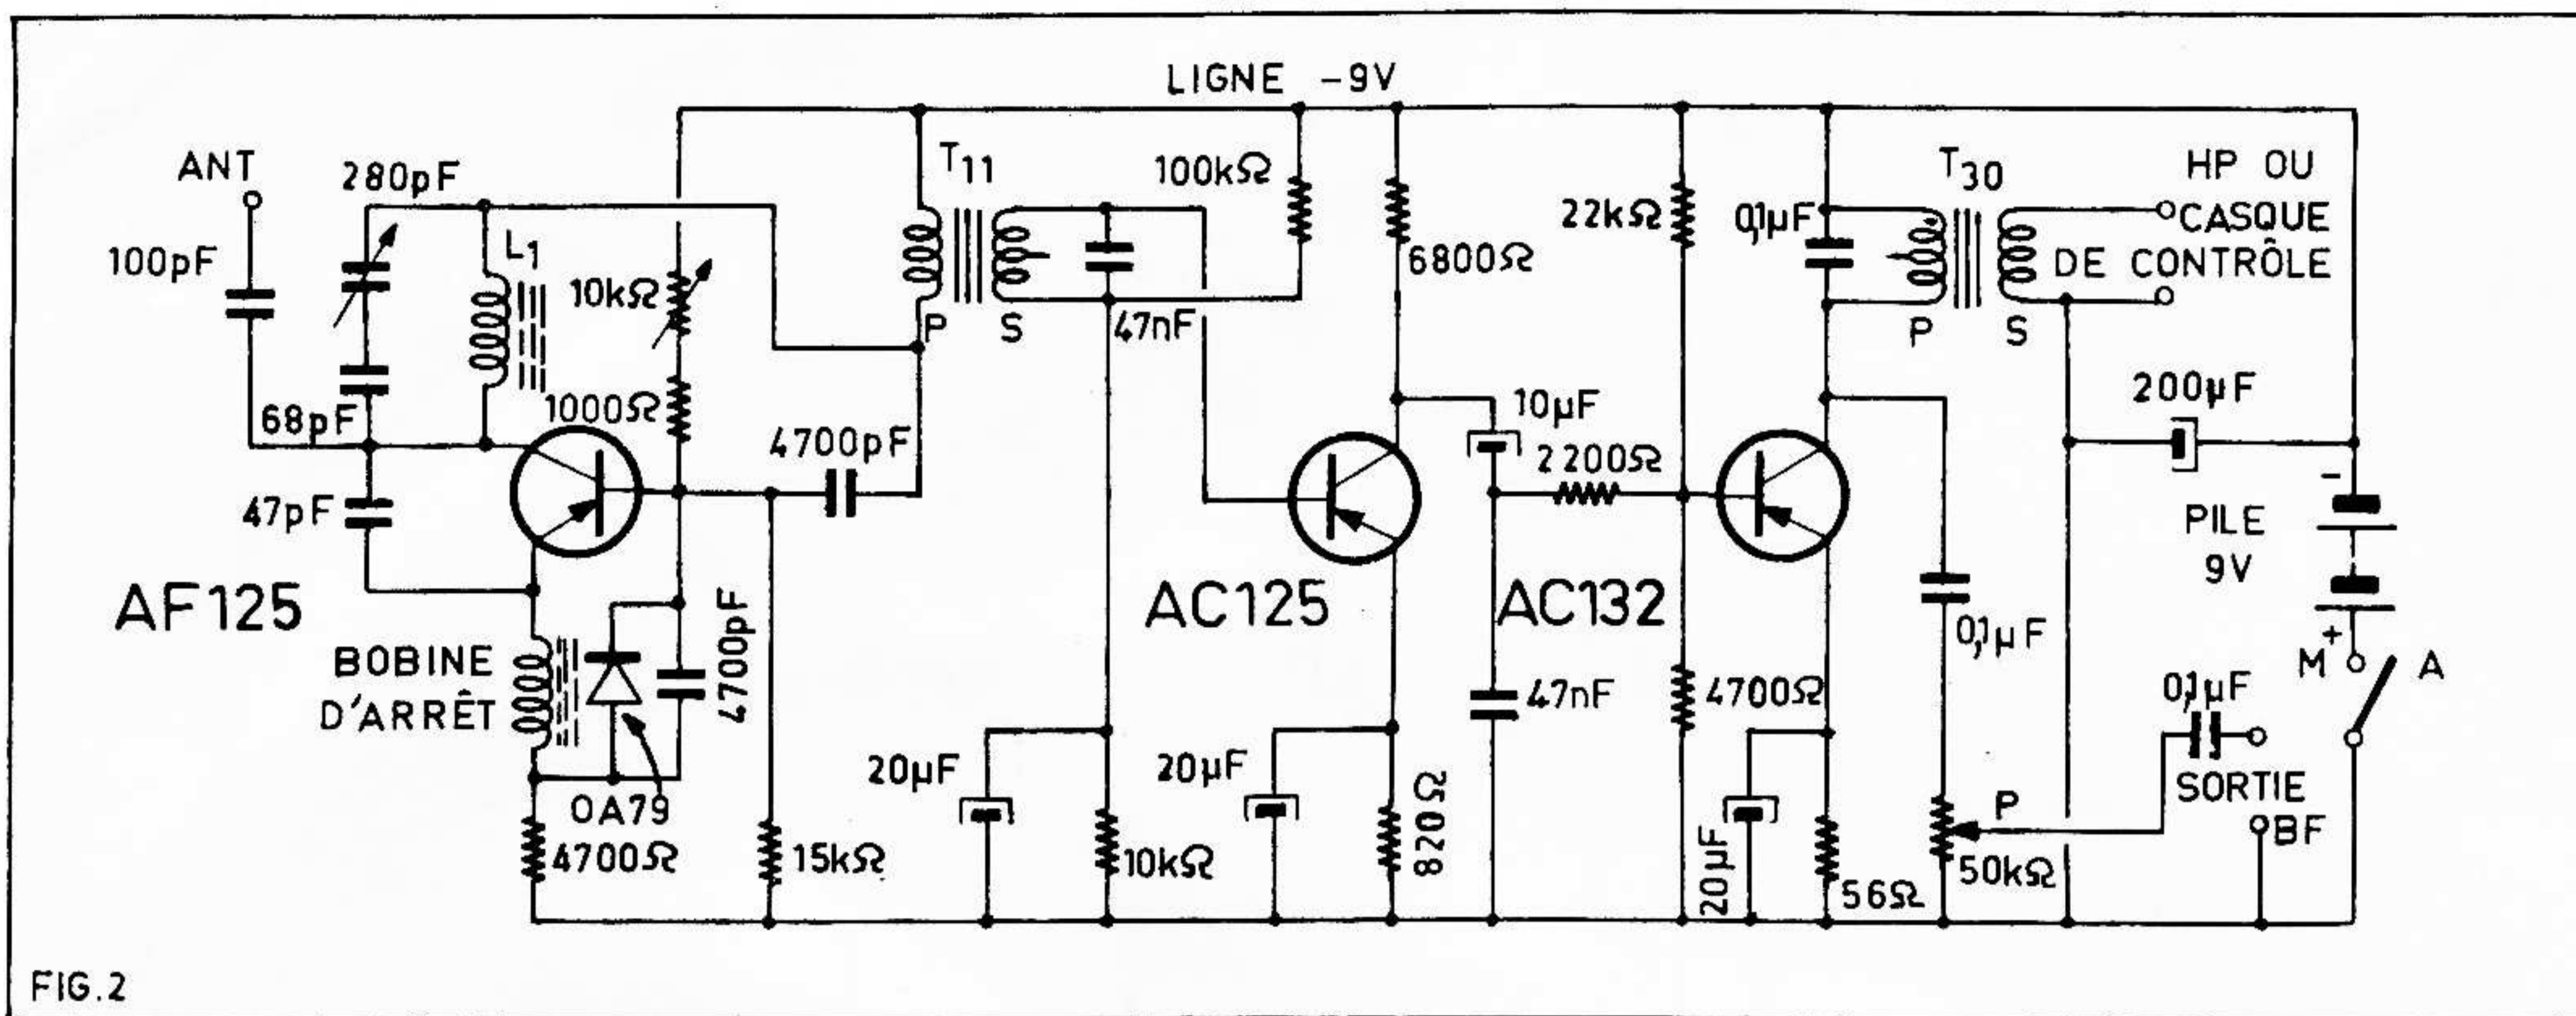 LIGNE -9V
ANT
280pF
100pF
L1
10kΩ
68pF
1000Ω
47pF
4700pF
AF125
BOBINE
D'ARRÊT
4700pF
OA79
4700Ω
15kΩ
T11
P
S
100kΩ
47nF
6800Ω
AC125
20µF
10kΩ
20µF
820Ω
10µF
2200Ω
22kΩ
AC132
47nF
4700Ω
0,1µF
T30
P
S
HP OU
CASQUE
DE CONTRÔLE
200µF
-
PILE
9V
+
M
A
0,1µF
0,1µF
SORTIE
BF
P
50kΩ
20µF
56Ω
FIG.2